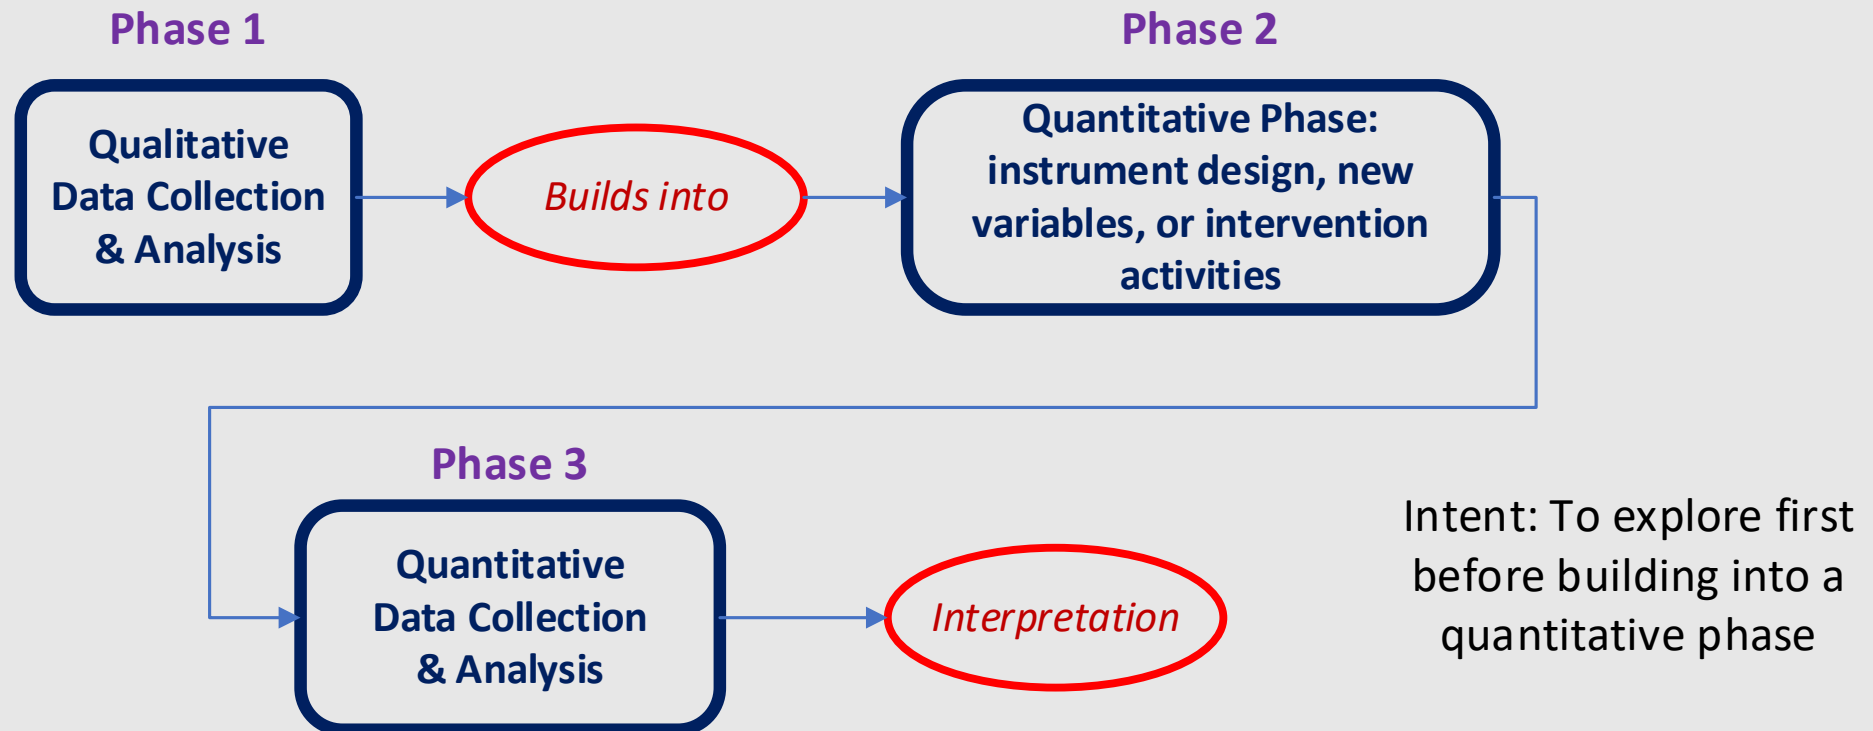 Phase 1
Qualitative
Data Collection
& Analysis
Builds into
Phase 2
Quantitative Phase:
instrument design, new
variables, or intervention
activities
Phase 3
Quantitative
Data Collection
& Analysis
Interpretation
Intent: To explore first
before building into a
quantitative phase